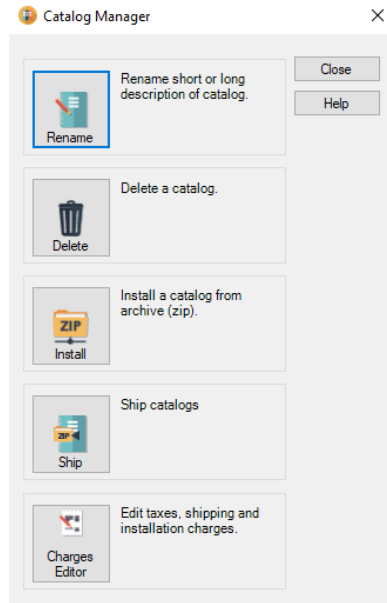 Catalog Manager
Close
Help
Rename
Rename short or long
description of catalog.
Delete
Delete a catalog.
ZIP
Install
Install a catalog from
archive (zip).
ZIP
Ship
Ship catalogs
Charges
Editor
Edit taxes, shipping and
installation charges.